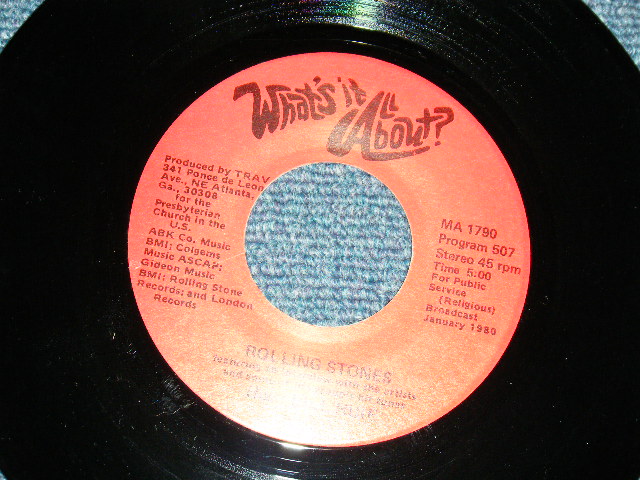 What's it All About?
Produced by TRAV
341 Ponce de Leon
Ave., NE Atlanta,
Ga., 30308
for the
Presbyterian
Church in the
U.S.
ABK Co. Music
BMI; Colgems
Music ASCAP;
Gideon Music
BMI; Rolling Stone
Records; and London
Records
MA 1790
Program 507
Stereo 45 rpm
Time 5:00
For Public
Service
(Religious)
Broadcast
January 1980
ROLLING STONES
with the artists